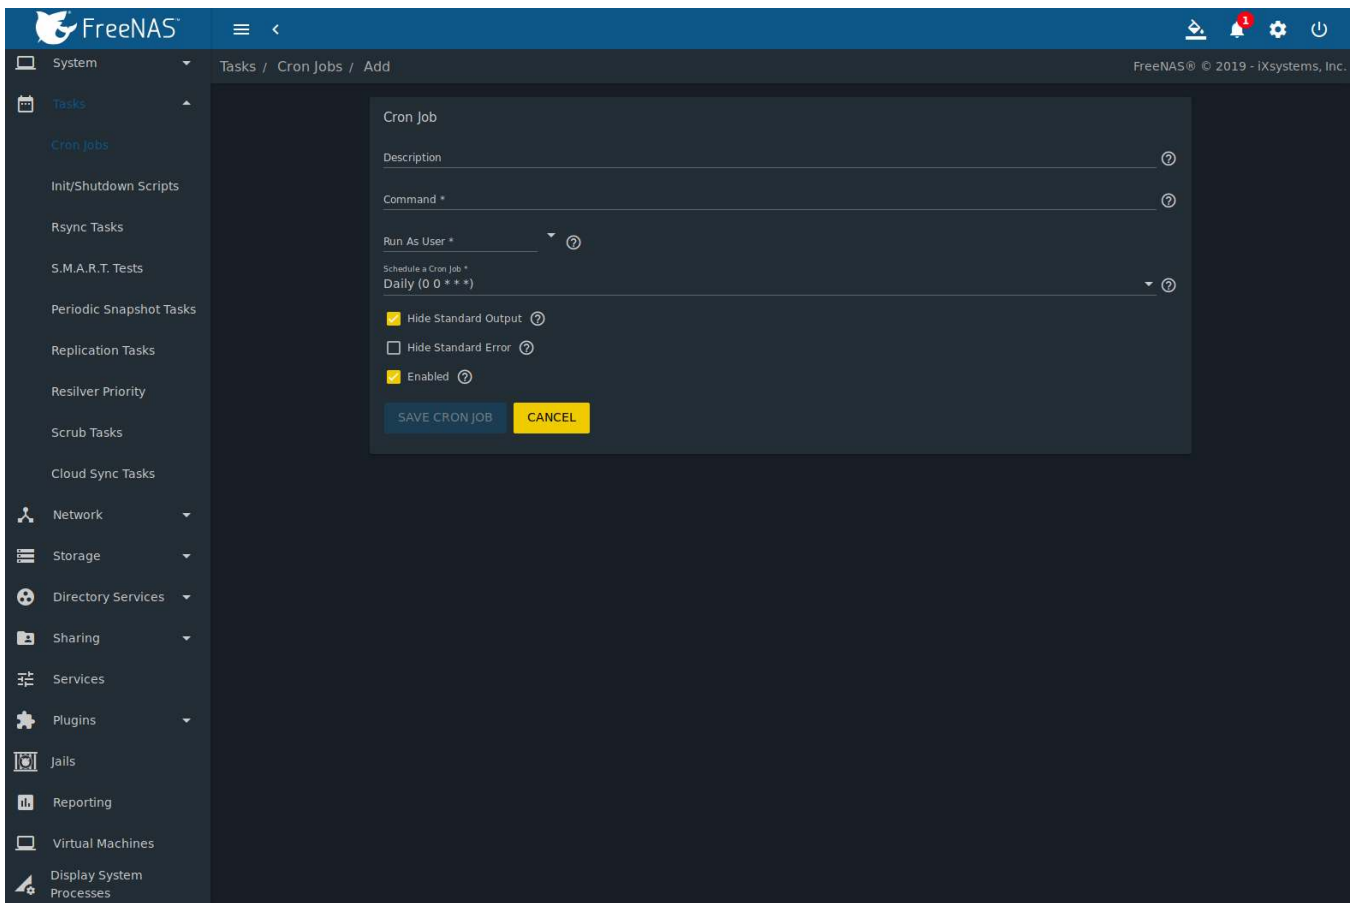 FreeNAS™
1
System
Tasks / Cron Jobs / Add
FreeNAS® © 2019 - iXsystems, Inc.
Tasks
Cron Jobs
Init/Shutdown Scripts
Rsync Tasks
S.M.A.R.T. Tests
Periodic Snapshot Tasks
Replication Tasks
Resilver Priority
Scrub Tasks
Cloud Sync Tasks
Network
Storage
Directory Services
Sharing
Services
Plugins
Jails
Reporting
Virtual Machines
Display System
Processes
Cron Job
Description
Command *
Run As User *
Schedule a Cron Job *
Daily (0 0 * * *)
Hide Standard Output
Hide Standard Error
Enabled
SAVE CRON JOB
CANCEL